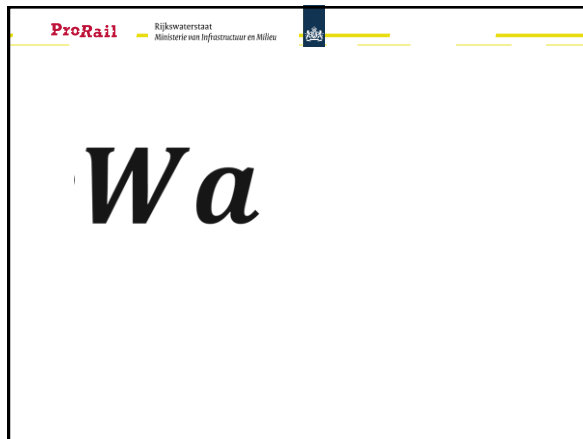 ProRail
Rijkswaterstaat
Ministerie van Infrastructuur en Milieu
Wa